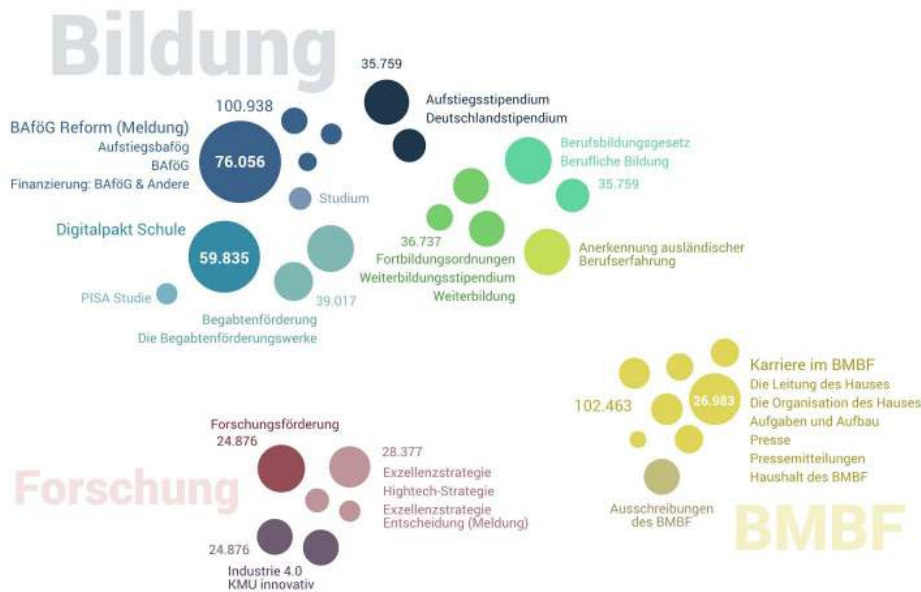 Bildung
35.759
Aufstiegsstipendium
Deutschlandstipendium
100.938
BAföG Reform (Meldung)
Aufstiegsbafög
BAföG
Finanzierung: BAföG & Andere
76.056
Studium
Berufsbildungsgesetz
Berufliche Bildung
35.759
Digitalpakt Schule
59.835
PISA Studie
39.017
Begabtenförderung
Die Begabtenförderungswerke
36.737
Fortbildungsordnungen
Weiterbildungsstipendium
Weiterbildung
Anerkennung ausländischer
Berufserfahrung
Forschung
Forschungsförderung
24.876
28.377
Exzellenzstrategie
Hightech-Strategie
Exzellenzstrategie
Entscheidung (Meldung)
24.876
Industrie 4.0
KMU innovativ
102.463
26.983
Karriere im BMBF
Die Leitung des Hauses
Die Organisation des Hauses
Aufgaben und Aufbau
Presse
Pressemitteilungen
Haushalt des BMBF
Ausschreibungen
des BMBF
BMBF